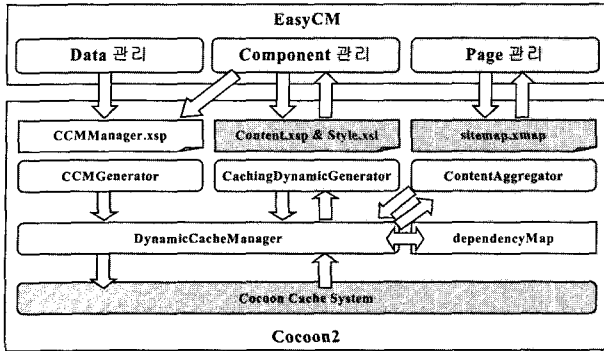 EasyCM
Data 관리
Component 관리
Page 관리
CCMManager.xsp
Content.xsp & Style.xsl
sitemap.xmap
CCMGenerator
CachingDynamicGenerator
ContentAggregator
DynamicCacheManager
dependencyMap
Cocoon Cache System
Cocoon2